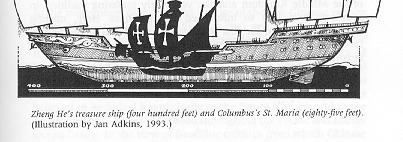 400 300 200 100 0
Zheng He's treasure ship (four hundred feet) and Columbus's St. Maria (eighty-five feet).
(Illustration by Jan Adkins, 1993.)